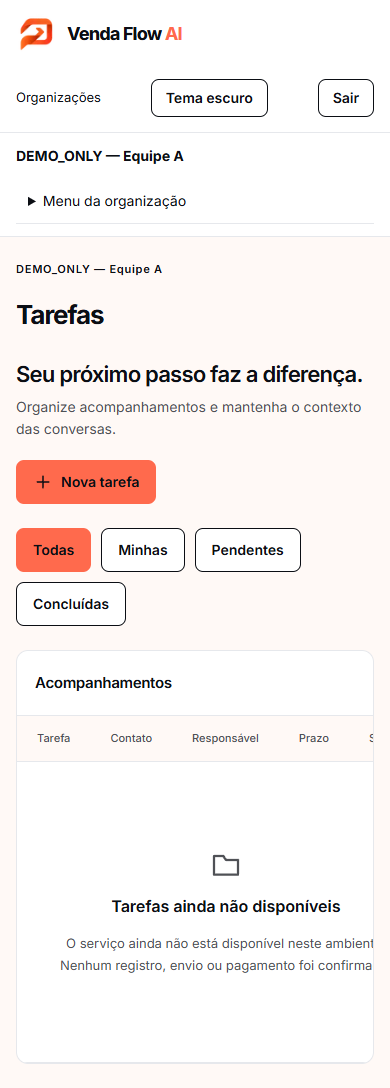 Venda Flow AI
Organizações
Tema escuro
Sair
DEMO_ONLY — Equipe A
▶ Menu da organização
DEMO_ONLY — Equipe A
Tarefas
Seu próximo passo faz a diferença.
Organize acompanhamentos e mantenha o contexto
das conversas.
+ Nova tarefa
Todas
Minhas
Pendentes
Concluídas
Acompanhamentos
Tarefa Contato Responsável Prazo
Tarefas ainda não disponíveis
O serviço ainda não está disponível neste ambient
Nenhum registro, envio ou pagamento foi confirma